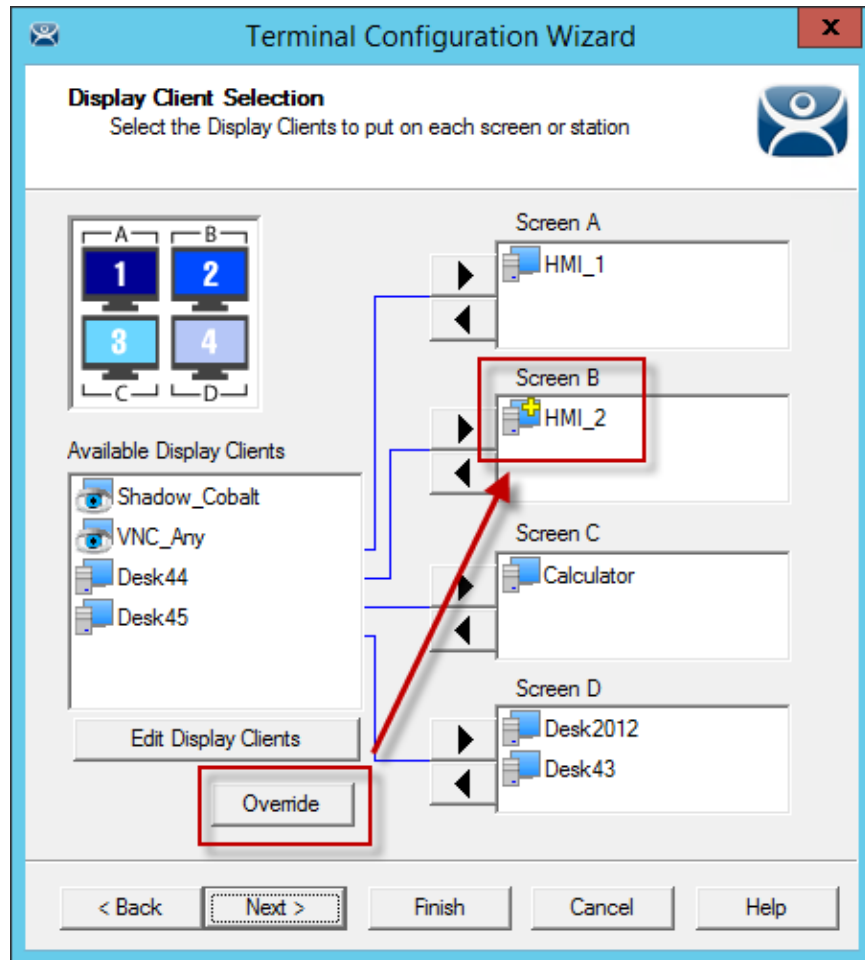 Terminal Configuration Wizard
x
Display Client Selection
Select the Display Clients to put on each screen or station
A B
1 2
3 4
C D
Available Display Clients
Shadow_Cobalt
VNC_Any
Desk44
Desk45
Edit Display Clients
Override
Screen A
HMI_1
Screen B
HMI_2
Screen C
Calculator
Screen D
Desk2012
Desk43
< Back Next > Finish Cancel Help